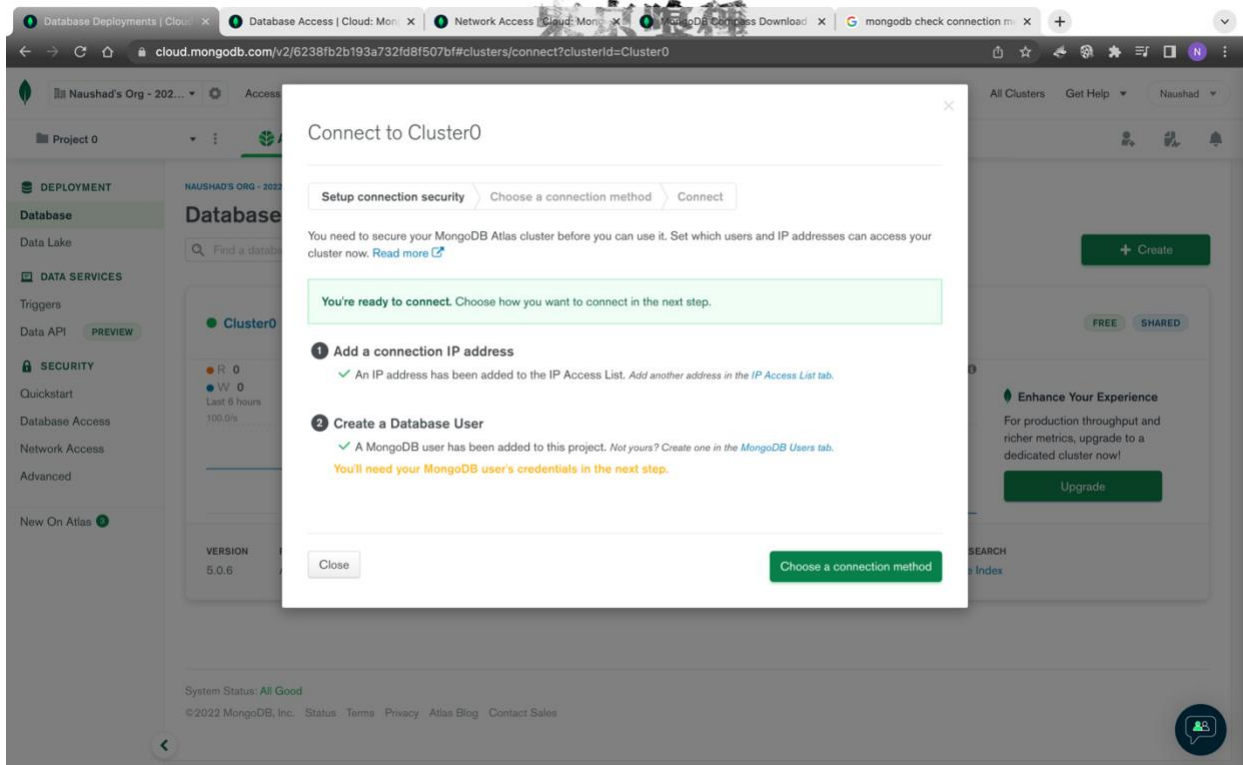 Database Deployments | Cloud
Database Access | Cloud: Mon
Network Access | Cloud: Mong
MongoDB Compass Download
G mongodb check connection m
cloud.mongodb.com/v2/6238fb2b193a732fd8f507bf#clusters/connect?clusterId=Cluster0
N
Naushad's Org - 202...
Access
All Clusters
Get Help
Naushad
Project 0
Connect to Cluster0
DEPLOYMENT
Database
Data Lake
DATA SERVICES
Triggers
Data API PREVIEW
SECURITY
Quickstart
Database Access
Network Access
Advanced
New On Atlas 3
NAUSHAD'S ORG - 2022
Database
Find a databa
+ Create
Cluster0
FREE SHARED
R 0
W 0
Last 6 hours
100.0/s
Setup connection security
Choose a connection method
Connect
You need to secure your MongoDB Atlas cluster before you can use it. Set which users and IP addresses can access your
cluster now. Read more
You're ready to connect. Choose how you want to connect in the next step.
1 Add a connection IP address
An IP address has been added to the IP Access List. Add another address in the IP Access List tab.
2 Create a Database User
A MongoDB user has been added to this project. Not yours? Create one in the MongoDB Users tab.
You'll need your MongoDB user's credentials in the next step.
Close
Choose a connection method
Enhance Your Experience
For production throughput and
richer metrics, upgrade to a
dedicated cluster now!
Upgrade
VERSION
5.0.6
SEARCH
Index
System Status: All Good
©2022 MongoDB, Inc. Status Terms Privacy Atlas Blog Contact Sales